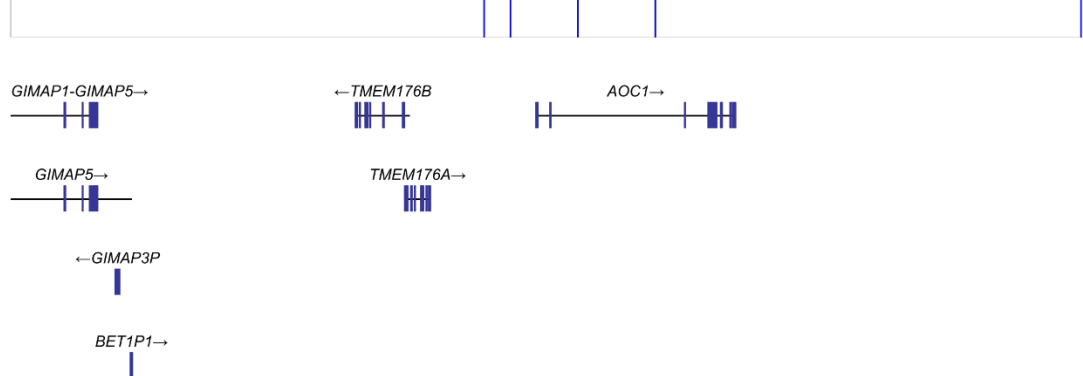 GIMAP1-GIMAP5→ ←TMEM176B AOC1→
GIMAP5→ TMEM176A→
←GIMAP3P
BET1P1→